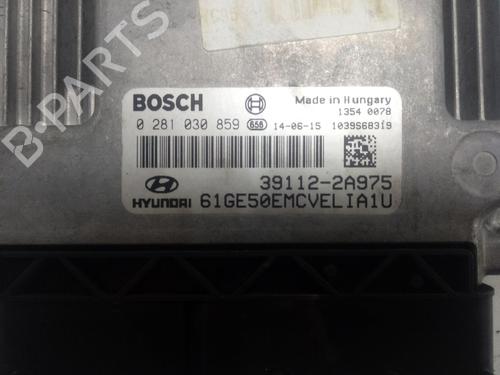 B-PARTS
BOSCH
Made in Hungary
1354 0078
0 281 030 859 656 14-06-15 1039S68319
39112-2A975
HYUNDAI 61GE50EMCVELIA1U